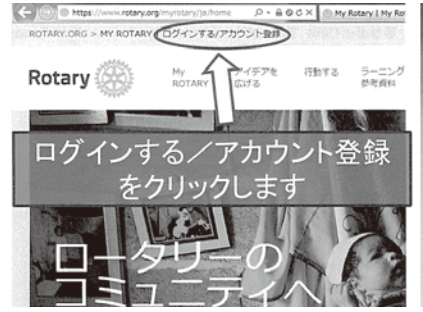 https://www.rotary.org/myrotary/ja/home
My Rotary | My Rot
ROTARY.ORG > MY ROTARY ログインする/アカウント登録
Rotary
My
ROTARY
アイデアを
広げる
行動する
ラーニング
参考資料
ログインする／アカウント登録
をクリックします
ロータリーの
コミュニティへ